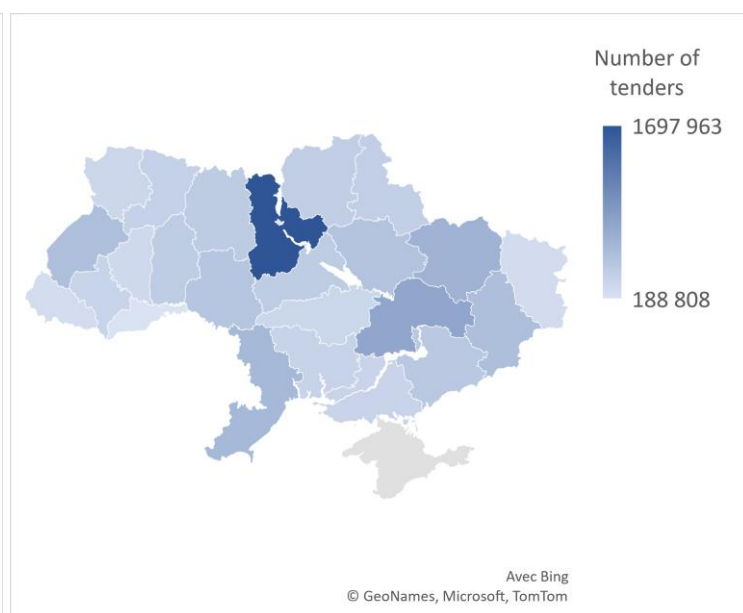 Number of
tenders
1697 963
188 808
Avec Bing
© GeoNames, Microsoft, TomTom